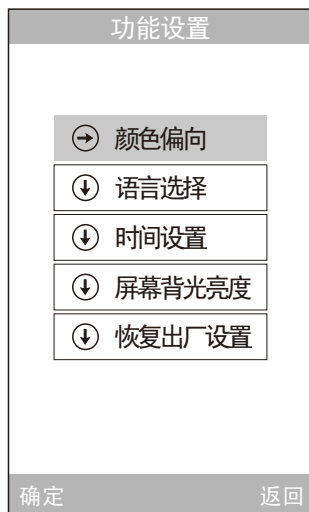 功能设置
颜色偏向
语言选择
时间设置
屏幕背光亮度
恢复出厂设置
确定 返回